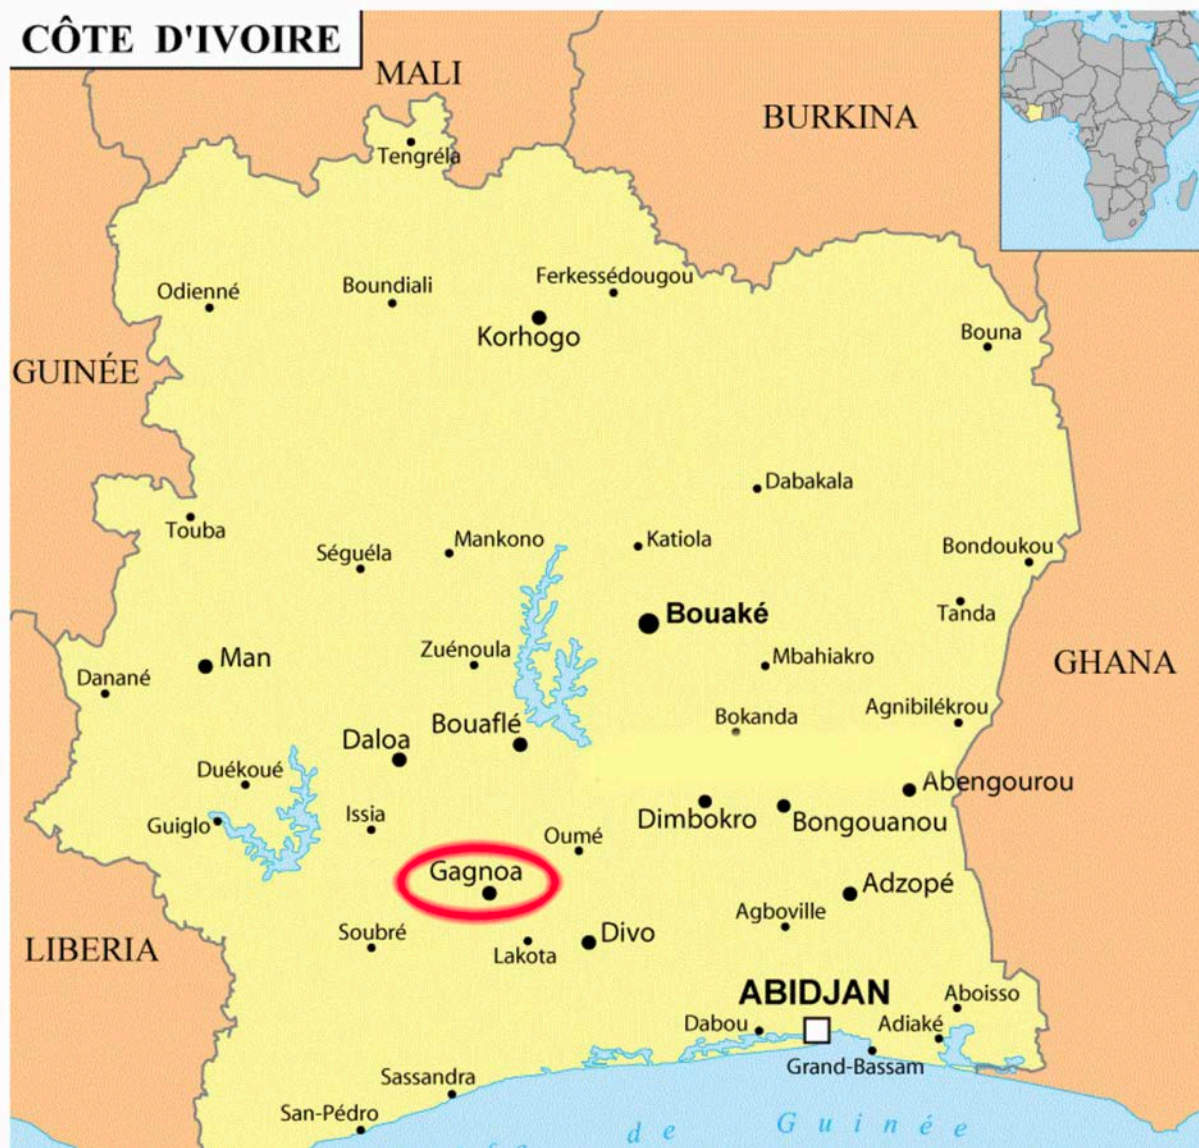 CÔTE D'IVOIRE
MALI
BURKINA
Tengréla
Ferkessédougou
Boundiali
Odienné
Korhogo
Bouna
GUINÉE
Dabakala
Touba
Mankono
Katiola
Séguéla
Bondoukou
Bouaké
Tanda
Zuénoula
Man
Mbahiakro
GHANA
Danané
Agnibilékrou
Bokanda
Bouaflé
Daloa
Duékoué
Abengourou
Issia
Dimbokro
Bongouanou
Guiglo
Oumé
Gagnoa
Adzopé
Agboville
Soubré
Divo
LIBERIA
Lakota
ABIDJAN
Aboisso
Dabou
Adiaké
Grand-Bassam
Sassandra
San-Pédro
de Guinée